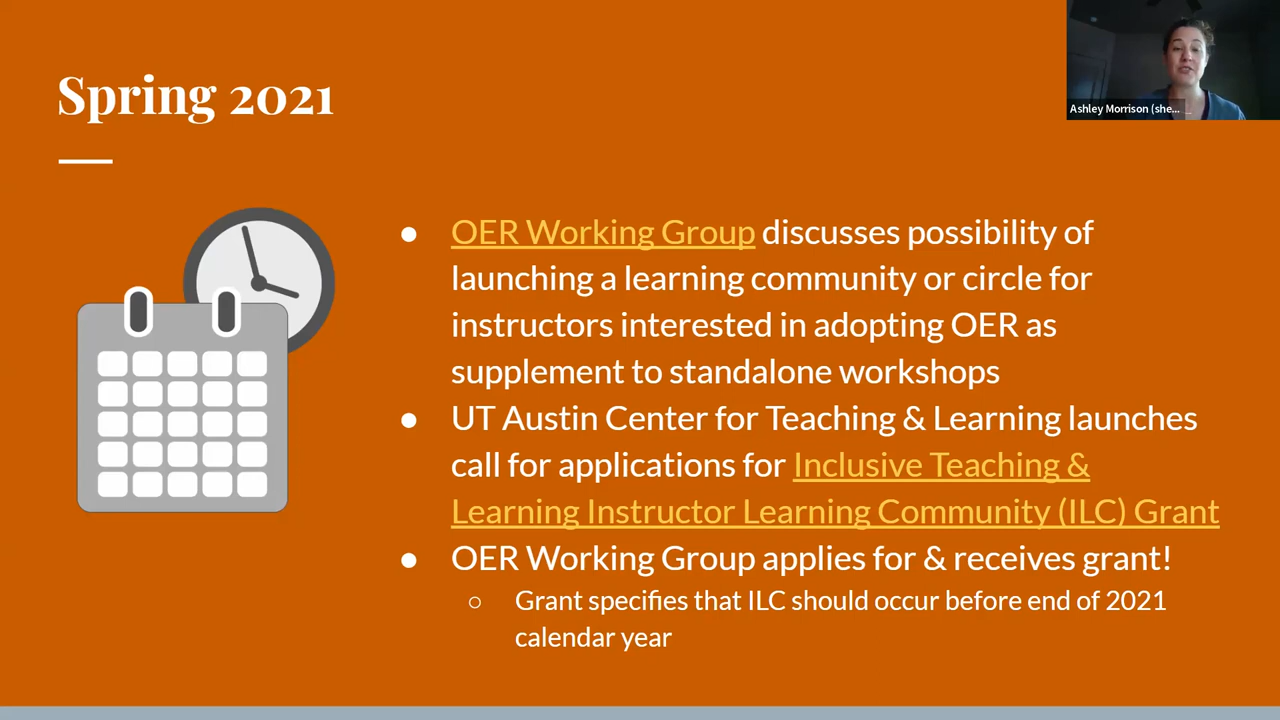 Spring 2021
Ashley Morrison (she...
● OER Working Group discusses possibility of
launching a learning community or circle for
instructors interested in adopting OER as
supplement to standalone workshops
● UT Austin Center for Teaching & Learning launches
call for applications for Inclusive Teaching &
Learning Instructor Learning Community (ILC) Grant
● OER Working Group applies for & receives grant!
○ Grant specifies that ILC should occur before end of 2021
calendar year